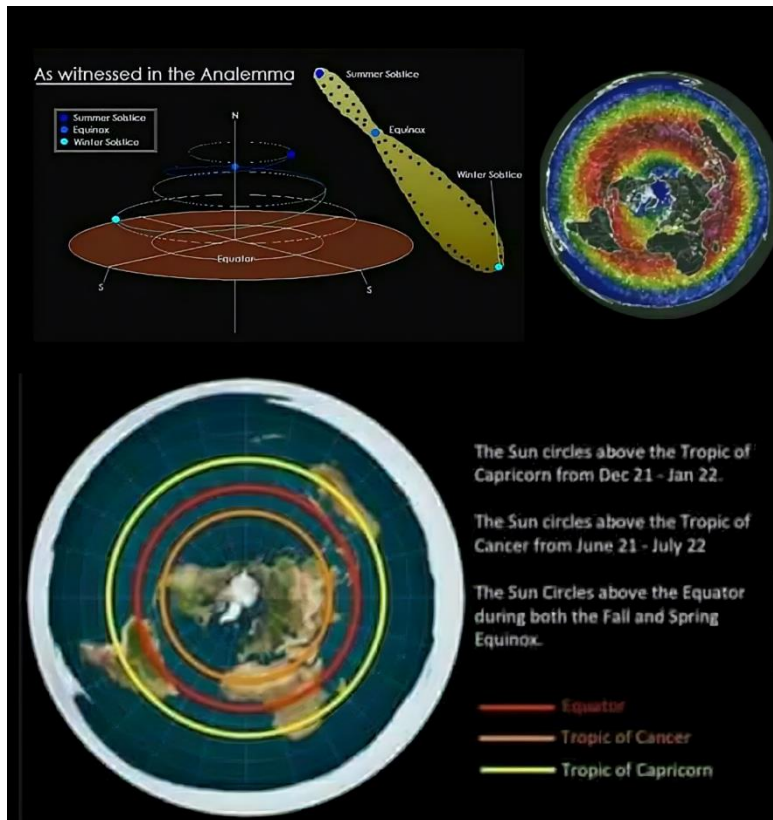 As witnessed in the Analemma
Summer Solstice
Equinox
Winter Solstice
N
Equator
S
S
Summer Solstice
Equinox
Winter Solstice
The Sun circles above the Tropic of
Capricorn from Dec 21 - Jan 22.
The Sun circles above the Tropic of
Cancer from June 21 - July 22
The Sun Circles above the Equator
during both the Fall and Spring
Equinox.
Equator
Tropic of Cancer
Tropic of Capricorn